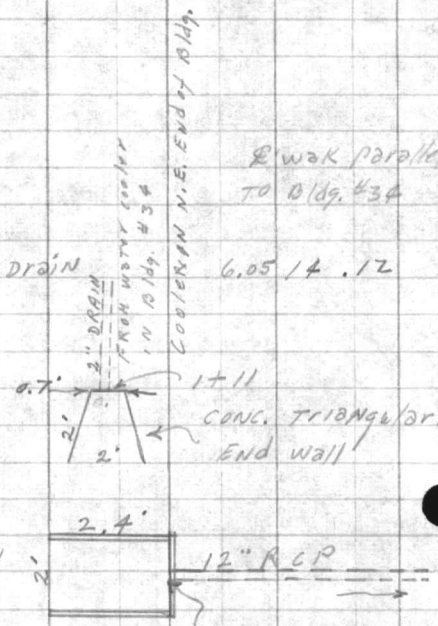 ℄ walk Parallel
TO Bldg. #34
Drain
2" DRAIN
FROM water cooler
IN Bldg. #34
Cooler ON N.E. End of Bldg.
6.05 14 .12
0.7'
1+11
2'
2'
CONC. Triangular
End Wall
2.4'
2'
12" RCP